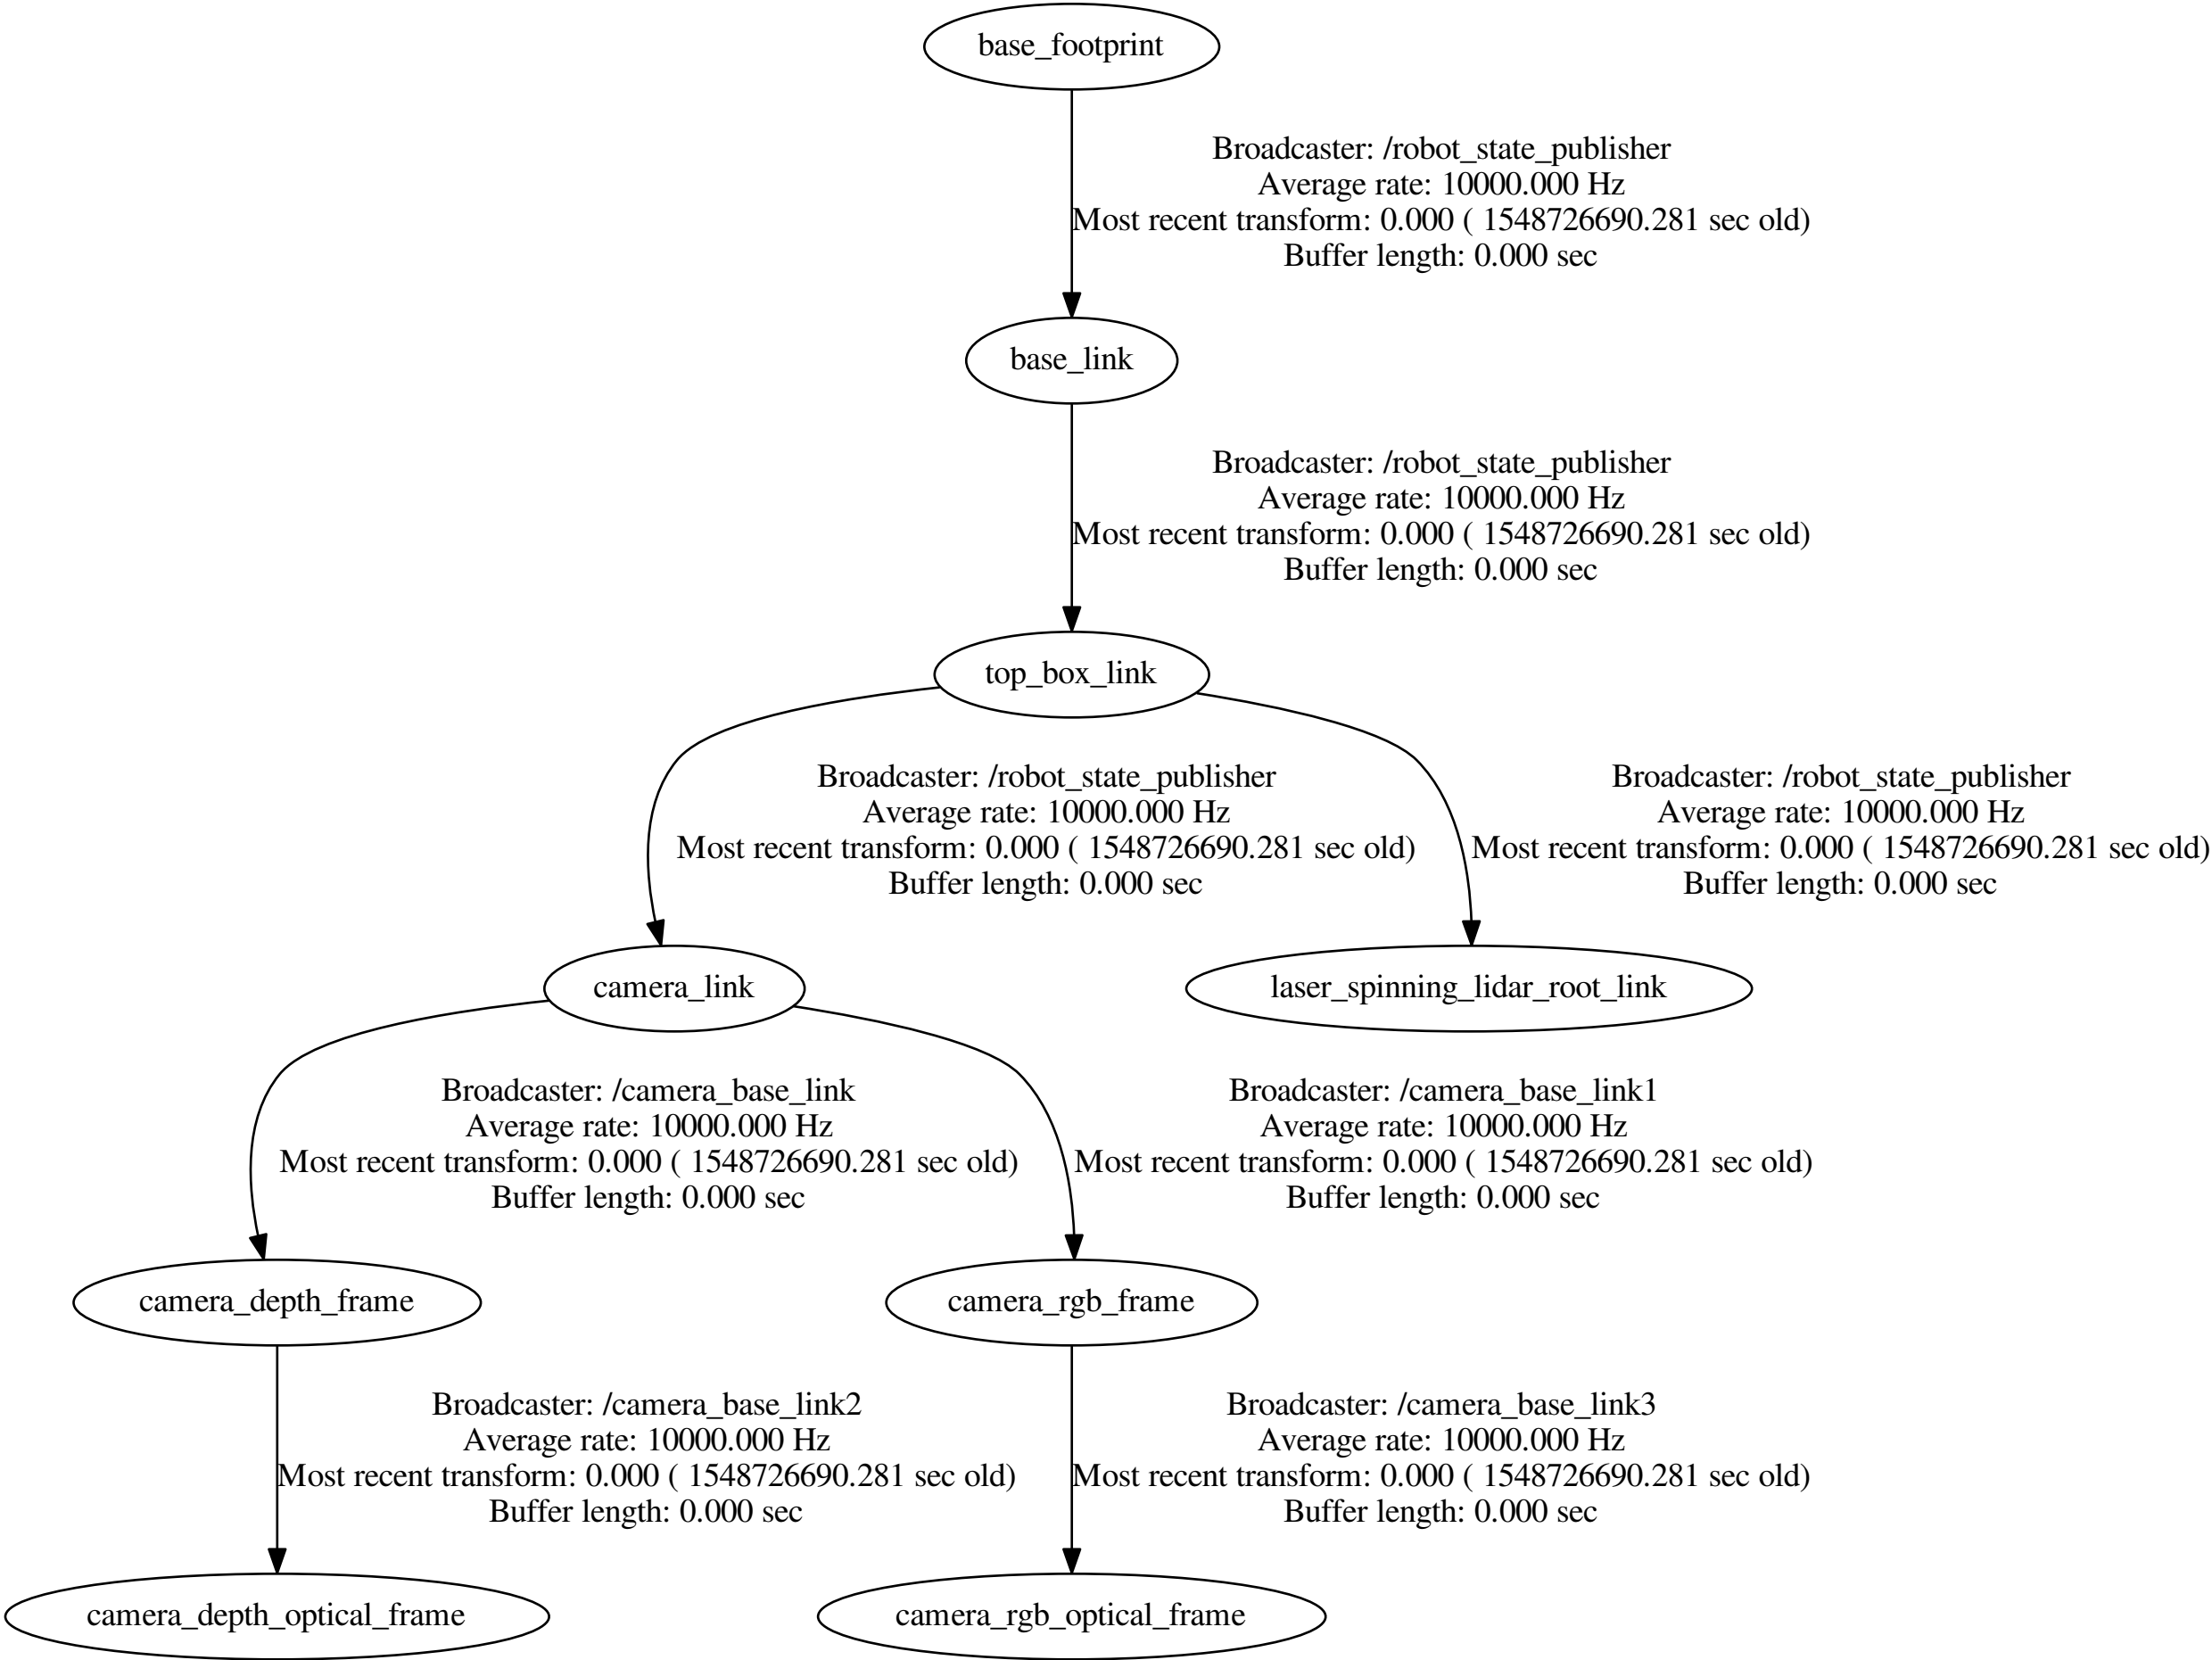 base_footprint
Broadcaster: /robot_state_publisher
Average rate: 10000.000 Hz
Most recent transform: 0.000 ( 1548726690.281 sec old)
Buffer length: 0.000 sec
base_link
Broadcaster: /robot_state_publisher
Average rate: 10000.000 Hz
Most recent transform: 0.000 ( 1548726690.281 sec old)
Buffer length: 0.000 sec
top_box_link
Broadcaster: /robot_state_publisher
Average rate: 10000.000 Hz
Most recent transform: 0.000 ( 1548726690.281 sec old)
Buffer length: 0.000 sec
Broadcaster: /robot_state_publisher
Average rate: 10000.000 Hz
Most recent transform: 0.000 ( 1548726690.281 sec old)
Buffer length: 0.000 sec
camera_link
laser_spinning_lidar_root_link
Broadcaster: /camera_base_link
Average rate: 10000.000 Hz
Most recent transform: 0.000 ( 1548726690.281 sec old)
Buffer length: 0.000 sec
Broadcaster: /camera_base_link1
Average rate: 10000.000 Hz
Most recent transform: 0.000 ( 1548726690.281 sec old)
Buffer length: 0.000 sec
camera_depth_frame
camera_rgb_frame
Broadcaster: /camera_base_link2
Average rate: 10000.000 Hz
Most recent transform: 0.000 ( 1548726690.281 sec old)
Buffer length: 0.000 sec
Broadcaster: /camera_base_link3
Average rate: 10000.000 Hz
Most recent transform: 0.000 ( 1548726690.281 sec old)
Buffer length: 0.000 sec
camera_depth_optical_frame
camera_rgb_optical_frame